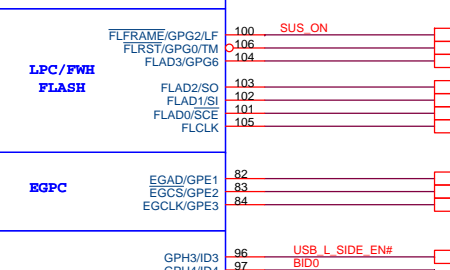 FLFRAME/GPG2/LF 100 SUS_ON
FLRST/GPG0/TM 106
FLAD3/GPG6 104
LPC/FWH
FLASH
FLAD2/SO 103
FLAD1/SI 102
FLAD0/SCE 101
FLCLK 105
EGPC
EGAD/GPE1 82
EGCS/GPE2 83
EGCLK/GPE3 84
GPH3/ID3 96 USB_L_SIDE_EN#
GPH4/ID4 97 BID0